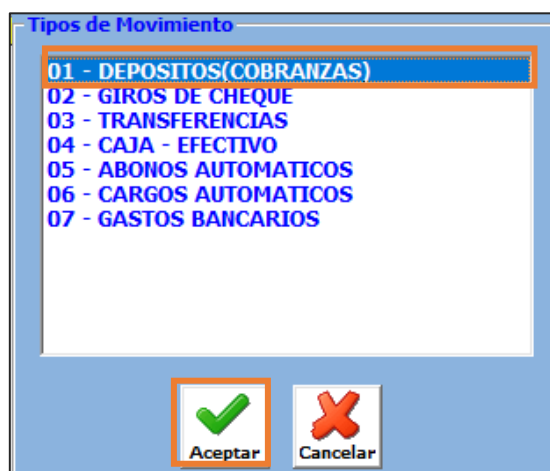 Tipos de Movimiento
01 - DEPOSITOS(COBRANZAS)
02 - GIROS DE CHEQUE
03 - TRANSFERENCIAS
04 - CAJA - EFECTIVO
05 - ABONOS AUTOMATICOS
06 - CARGOS AUTOMATICOS
07 - GASTOS BANCARIOS
Aceptar
Cancelar